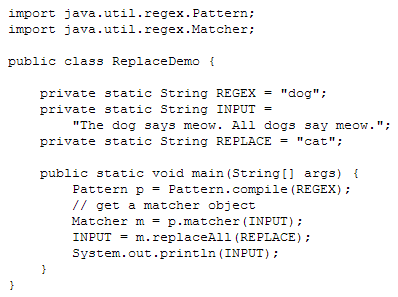 import java.util.regex.Pattern;
import java.util.regex.Matcher;

public class ReplaceDemo {

    private static String REGEX = "dog";
    private static String INPUT =
        "The dog says meow. All dogs say meow.";
    private static String REPLACE = "cat";

    public static void main(String[] args) {
        Pattern p = Pattern.compile(REGEX);
        // get a matcher object
        Matcher m = p.matcher(INPUT);
        INPUT = m.replaceAll(REPLACE);
        System.out.println(INPUT);
    }
}